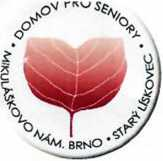 • DOMOV PRO SENIORY •
MIKULÁŠKOVO NÁM. BRNO • STARÝ LÍSKOVEC